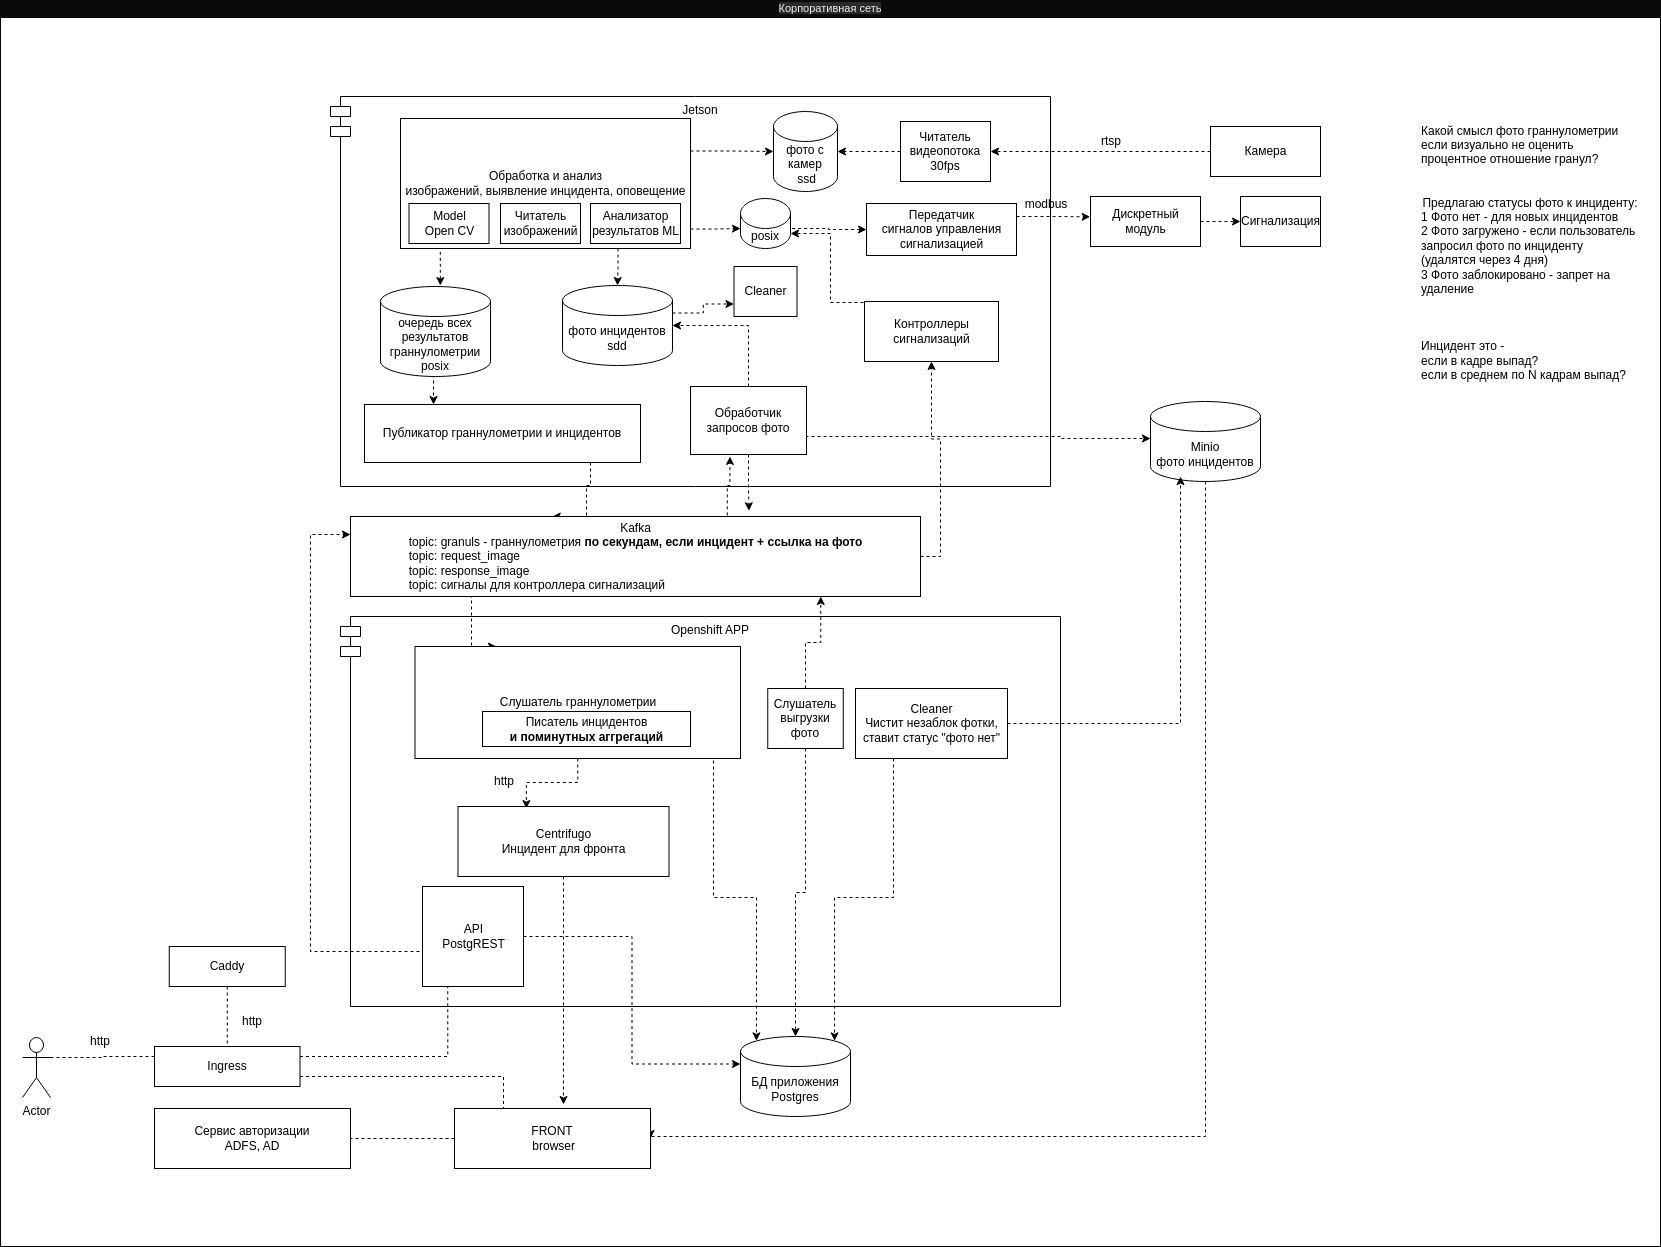 Корпоративная сеть
Jetson
Обработка и анализ
изображений, выявление инцидента, оповещение
Model
Open CV
Читатель
изображений
Анализатор
результатов ML
фото с
камер
ssd
Читатель
видеопотока
30fps
rtsp
Камера
posix
Передатчик
сигналов управления
сигнализацией
modbus
Дискретный
модуль
Сигнализация
Cleaner
очередь всех
результатов
граннулометрии
posix
фото инцидентов
sdd
Контроллеры
сигнализаций
Публикатор граннулометрии и инцидентов
Обработчик
запросов фото
Minio
фото инцидентов
Какой смысл фото граннулометрии
если визуально не оценить
процентное отношение гранул?
Предлагаю статусы фото к инциденту:
1 Фото нет - для новых инцидентов
2 Фото загружено - если пользователь
запросил фото по инциденту
(удалятся через 4 дня)
3 Фото заблокировано - запрет на
удаление
Инцидент это -
если в кадре выпад?
если в среднем по N кадрам выпад?
Kafka
topic: granuls - граннулометрия по секундам, если инцидент + ссылка на фото
topic: request_image
topic: response_image
topic: сигналы для контроллера сигнализаций
Openshift APP
Слушатель граннулометрии
Писатель инцидентов
и поминутных аггрегаций
Слушатель
выгрузки
фото
Cleaner
Чистит незаблок фотки,
ставит статус "фото нет"
http
Centrifugo
Инцидент для фронта
API
PostgREST
Caddy
http
http
Ingress
Actor
Сервис авторизации
ADFS, AD
FRONT
browser
БД приложения
Postgres